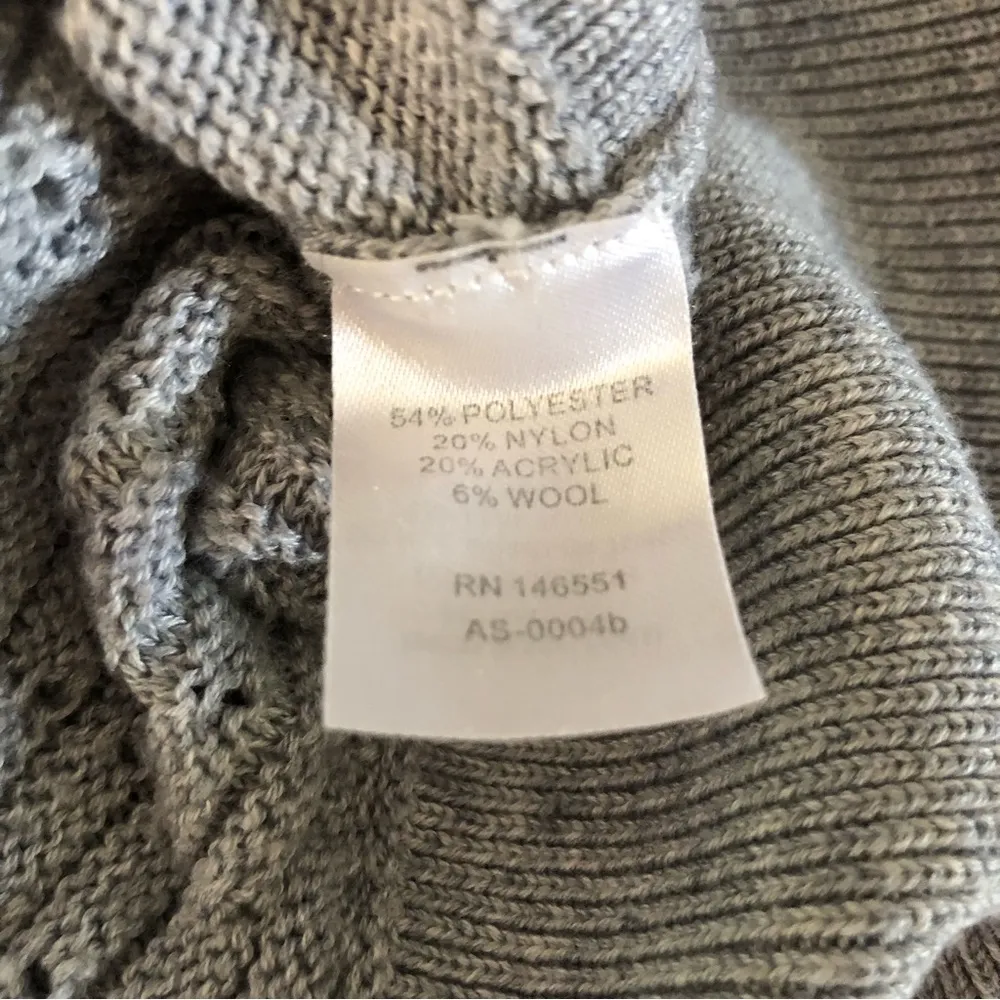 54% POLYESTER
20% NYLON
20% ACRYLIC
6% WOOL
RN 146551
AS-0004b